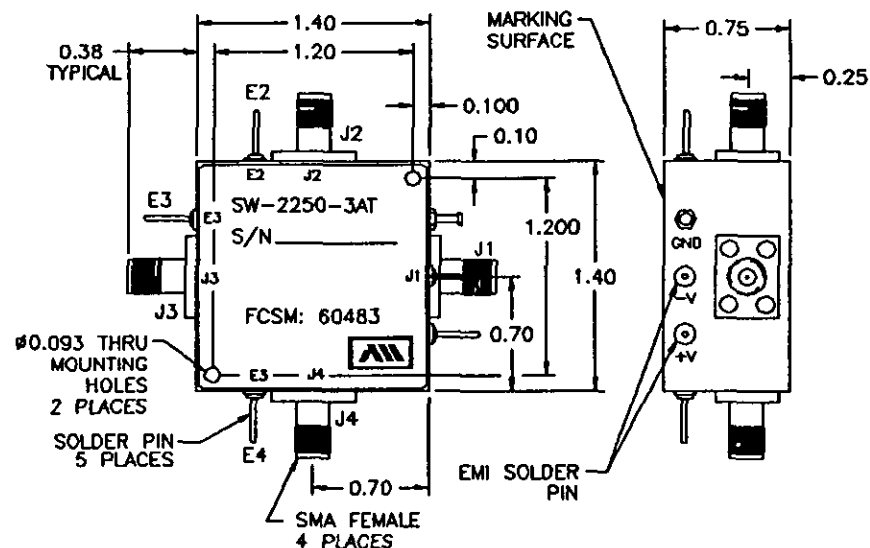 1.40
1.20
0.38
TYPICAL
E2
J2
0.100
0.10
E2
J2
E3
E3
SW-2250-3AT
S/N
1.200
1.40
J1
J1
J3
J3
FCSM: 60483
0.70
Ø0.093 THRU
MOUNTING
HOLES
2 PLACES
E3
J4
J4
SOLDER PIN
5 PLACES
E4
0.70
SMA FEMALE
4 PLACES
MARKING
SURFACE
0.75
0.25
GND
-V
+V
EMI SOLDER
PIN